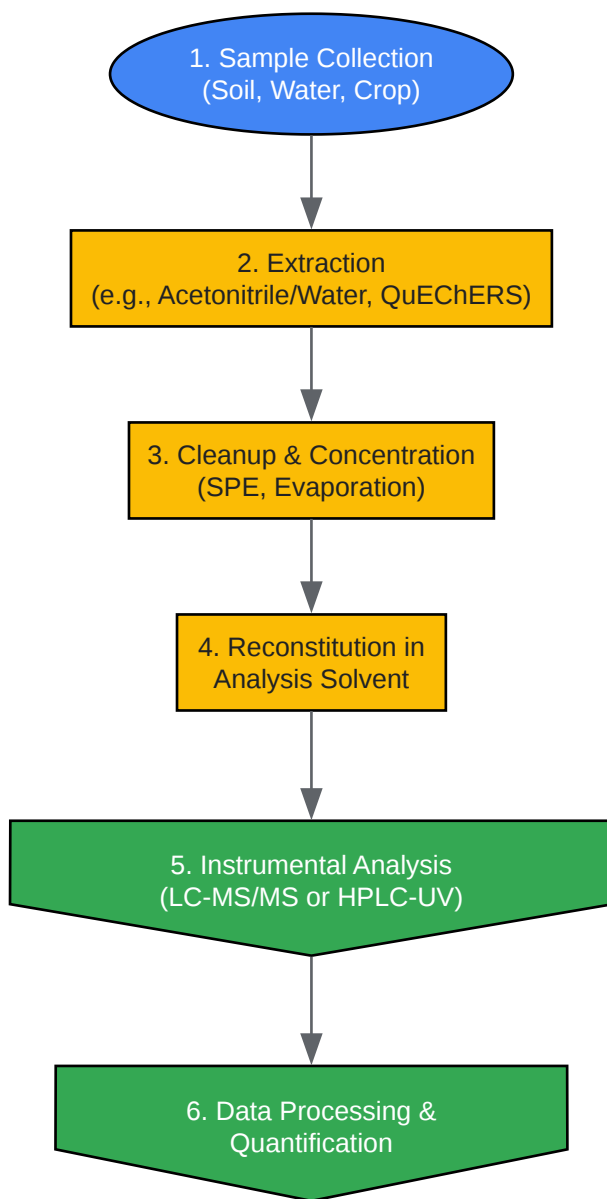 1. Sample Collection
(Soil, Water, Crop)
2. Extraction
(e.g., Acetonitrile/Water, QuEChERS)
3. Cleanup & Concentration
(SPE, Evaporation)
4. Reconstitution in
Analysis Solvent
5. Instrumental Analysis
(LC-MS/MS or HPLC-UV)
6. Data Processing &
Quantification